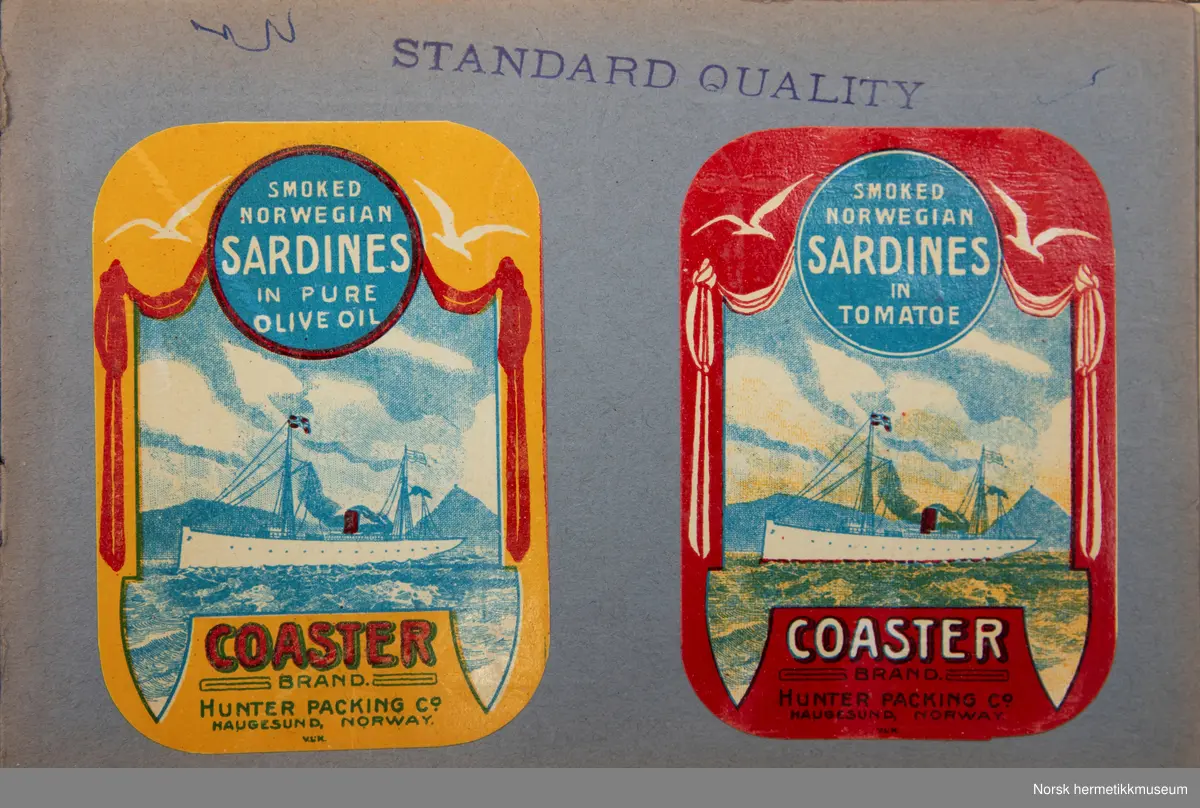 STANDARD QUALITY
SMOKED
NORWEGIAN
SARDINES
IN PURE
OLIVE OIL
COASTER
BRAND.
HUNTER PACKING Co
HAUGESUND, NORWAY.
V.L.K.
SMOKED
NORWEGIAN
SARDINES
IN
TOMATOE
COASTER
BRAND.
HUNTER PACKING Co
HAUGESUND, NORWAY.
V.L.K.
Norsk hermetikkmuseum